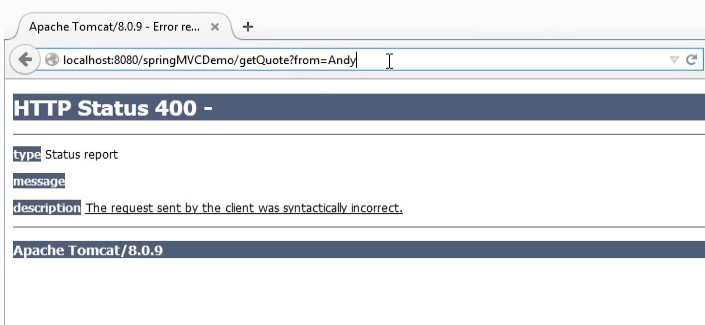 Apache Tomcat/8.0.9 - Error re...
localhost:8080/springMVCDemo/getQuote?from=Andy
HTTP Status 400 -
type Status report
message
description The request sent by the client was syntactically incorrect.
Apache Tomcat/8.0.9